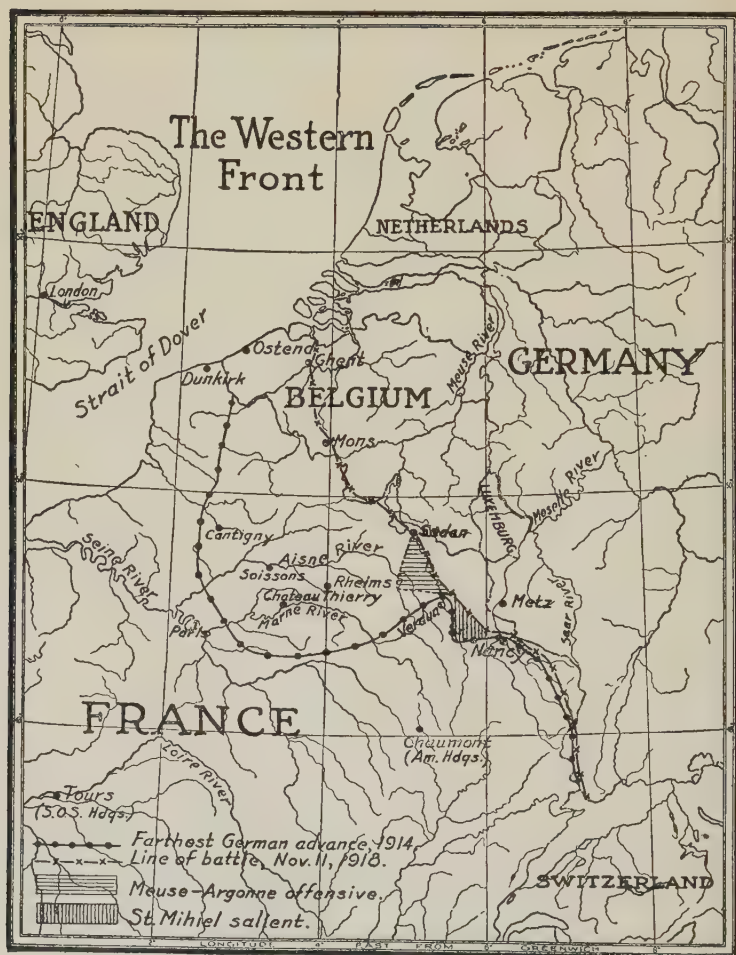 The Western
Front
ENGLAND
NETHERLANDS
London
Strait of Dover
Ostend
Ghent
Dunkirk
Meuse River
GERMANY
BELGIUM
Mons
LUXEMBURG
Moselle River
Sedan
Cantigny
Seine River
Aisne River
Soissons
Rheims
Chateau Thierry
Marne River
Metz
Saar River
Paris
Verdun
Nancy
FRANCE
Chaumont
(Am. Hdqs.)
Loire River
Tours
(S.O.S. Hdqs.)
Farthest German advance, 1914.
Line of battle, Nov. 11, 1918.
Meuse-Argonne offensive.
St. Mihiel salient.
SWITZERLAND
LONGITUDE EAST FROM GREENWICH